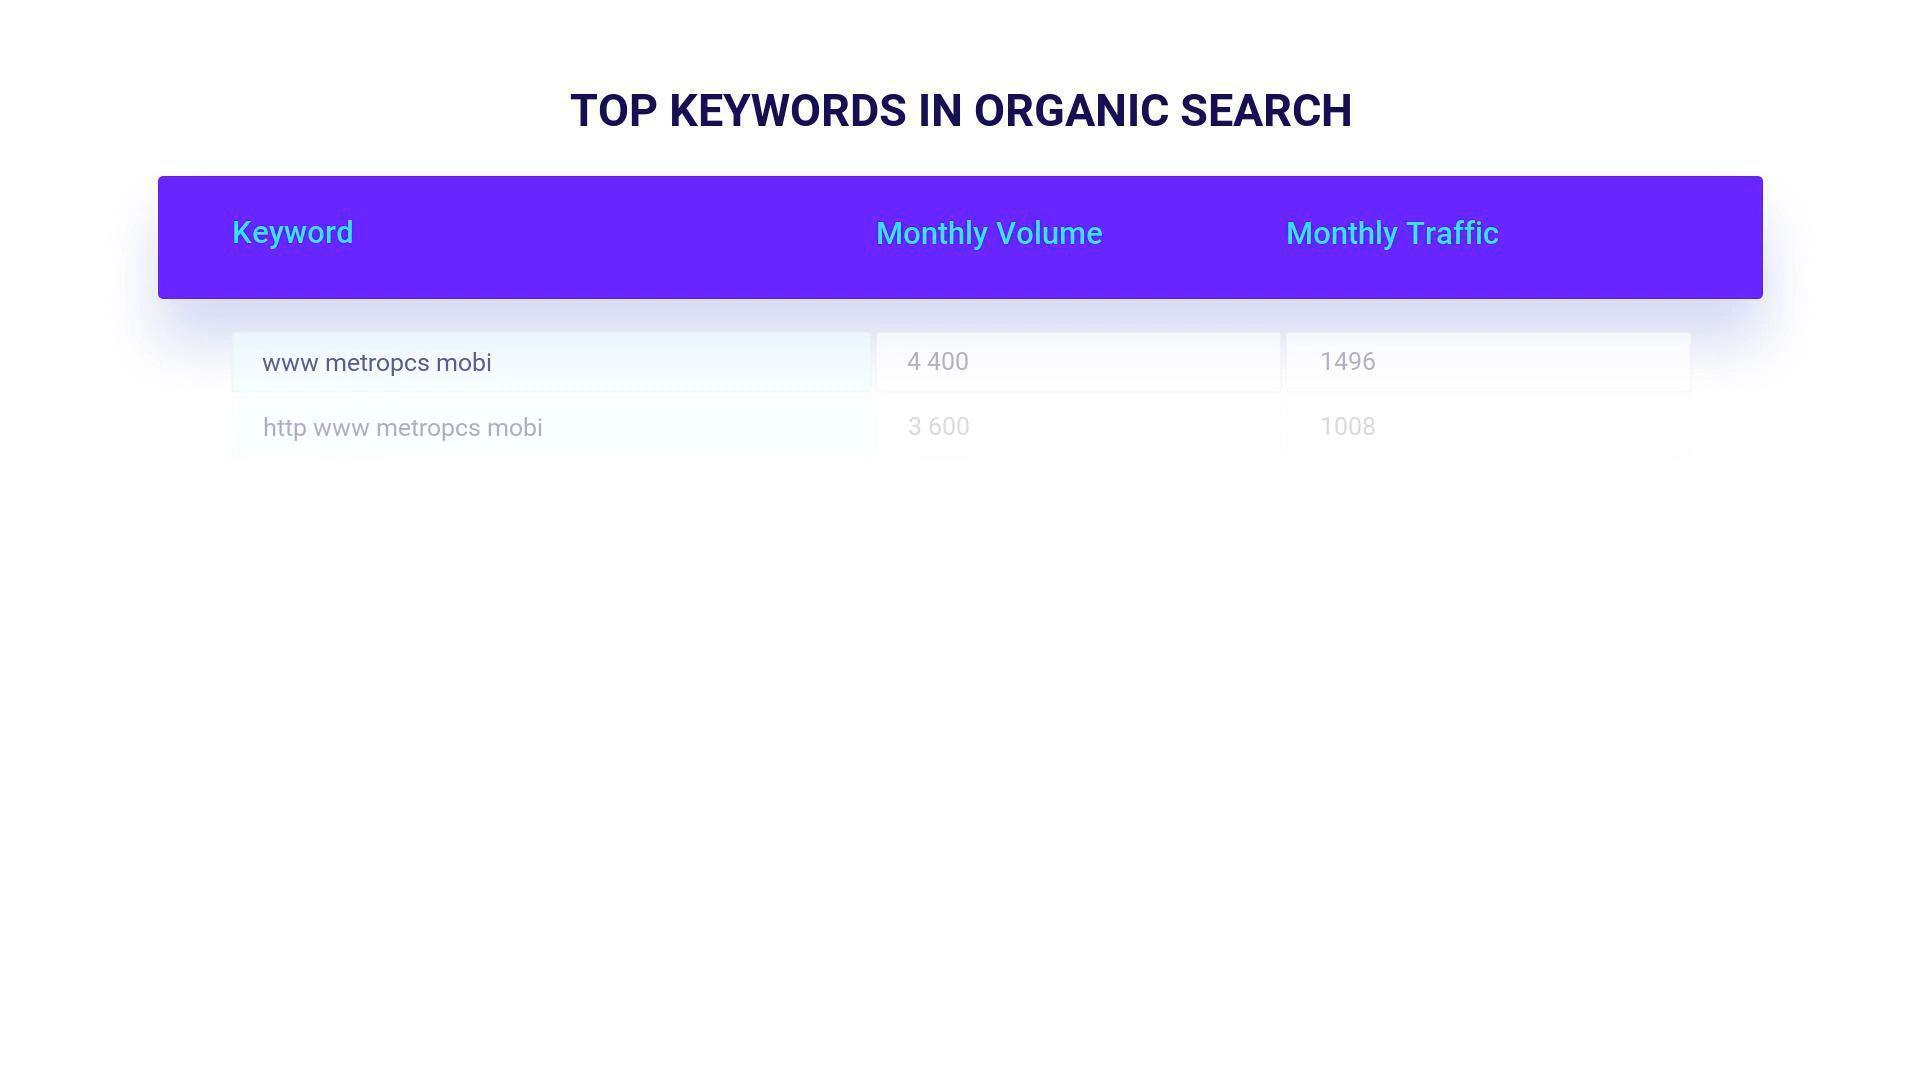 TOP KEYWORDS IN ORGANIC SEARCH
Keyword Monthly Volume Monthly Traffic
www metropcs mobi 4 400 1496
http www metropcs mobi 3 600 1008